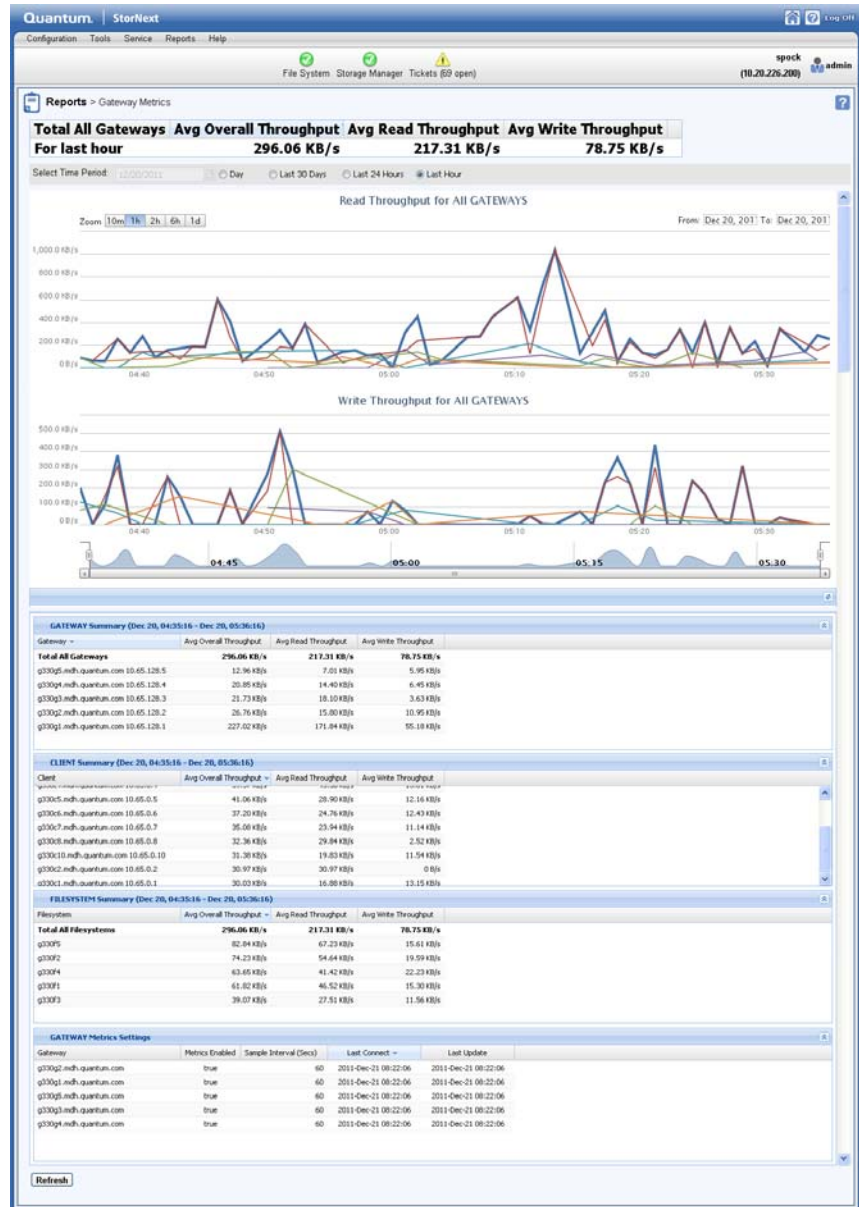 Quantum. StorNext Log Off
Configuration Tools Service Reports Help
File System Storage Manager Tickets (69 open)
spock
(10.20.226.200)
admin
Reports > Gateway Metrics
Total All Gateways Avg Overall Throughput Avg Read Throughput Avg Write Throughput
For last hour 296.06 KB/s 217.31 KB/s 78.75 KB/s
Select Time Period: 12/20/2011 Day Last 30 Days Last 24 Hours Last Hour
Read Throughput for All GATEWAYS
Zoom 10m 1h 2h 6h 1d From: Dec 20, 201 To: Dec 20, 201
1,000.0 KB/s
800.0 KB/s
600.0 KB/s
400.0 KB/s
200.0 KB/s
0 B/s
04:40 04:50 05:00 05:10 05:20 05:30
Write Throughput for All GATEWAYS
500.0 KB/s
400.0 KB/s
300.0 KB/s
200.0 KB/s
100.0 KB/s
0 B/s
04:40 04:50 05:00 05:10 05:20 05:30
04:45 05:00 05:15 05:30
GATEWAY Summary (Dec 20, 04:35:16 - Dec 20, 05:36:16)
Gateway Avg Overall Throughput Avg Read Throughput Avg Write Throughput
Total All Gateways 296.06 KB/s 217.31 KB/s 78.75 KB/s
g330g5.mdh.quantum.com 10.65.128.5 12.96 KB/s 7.01 KB/s 5.95 KB/s
g330g4.mdh.quantum.com 10.65.128.4 20.85 KB/s 14.40 KB/s 6.45 KB/s
g330g3.mdh.quantum.com 10.65.128.3 21.73 KB/s 18.10 KB/s 3.63 KB/s
g330g2.mdh.quantum.com 10.65.128.2 26.76 KB/s 15.80 KB/s 10.95 KB/s
g330g1.mdh.quantum.com 10.65.128.1 227.02 KB/s 171.84 KB/s 55.18 KB/s
CLIENT Summary (Dec 20, 04:35:16 - Dec 20, 05:36:16)
Client Avg Overall Throughput Avg Read Throughput Avg Write Throughput
g330c5.mdh.quantum.com 10.65.0.5 41.06 KB/s 28.90 KB/s 12.16 KB/s
g330c6.mdh.quantum.com 10.65.0.6 37.20 KB/s 24.76 KB/s 12.43 KB/s
g330c7.mdh.quantum.com 10.65.0.7 35.08 KB/s 23.94 KB/s 11.14 KB/s
g330c8.mdh.quantum.com 10.65.0.8 32.36 KB/s 29.84 KB/s 2.52 KB/s
g330c10.mdh.quantum.com 10.65.0.10 31.38 KB/s 19.83 KB/s 11.54 KB/s
g330c2.mdh.quantum.com 10.65.0.2 30.97 KB/s 30.97 KB/s 0 B/s
g330c1.mdh.quantum.com 10.65.0.1 30.03 KB/s 16.88 KB/s 13.15 KB/s
FILESYSTEM Summary (Dec 20, 04:35:16 - Dec 20, 05:36:16)
Filesystem Avg Overall Throughput Avg Read Throughput Avg Write Throughput
Total All Filesystems 296.06 KB/s 217.31 KB/s 78.75 KB/s
g330f5 82.84 KB/s 67.23 KB/s 15.61 KB/s
g330f2 74.23 KB/s 54.64 KB/s 19.59 KB/s
g330f4 63.65 KB/s 41.42 KB/s 22.23 KB/s
g330f1 61.82 KB/s 46.52 KB/s 15.30 KB/s
g330f3 39.07 KB/s 27.51 KB/s 11.56 KB/s
GATEWAY Metrics Settings
Gateway Metrics Enabled Sample Interval (Secs) Last Connect Last Update
g330g2.mdh.quantum.com true 60 2011-Dec-21 08:22:06 2011-Dec-21 08:22:06
g330g1.mdh.quantum.com true 60 2011-Dec-21 08:22:06 2011-Dec-21 08:22:06
g330g5.mdh.quantum.com true 60 2011-Dec-21 08:22:06 2011-Dec-21 08:22:06
g330g3.mdh.quantum.com true 60 2011-Dec-21 08:22:06 2011-Dec-21 08:22:06
g330g4.mdh.quantum.com true 60 2011-Dec-21 08:22:06 2011-Dec-21 08:22:06
Refresh